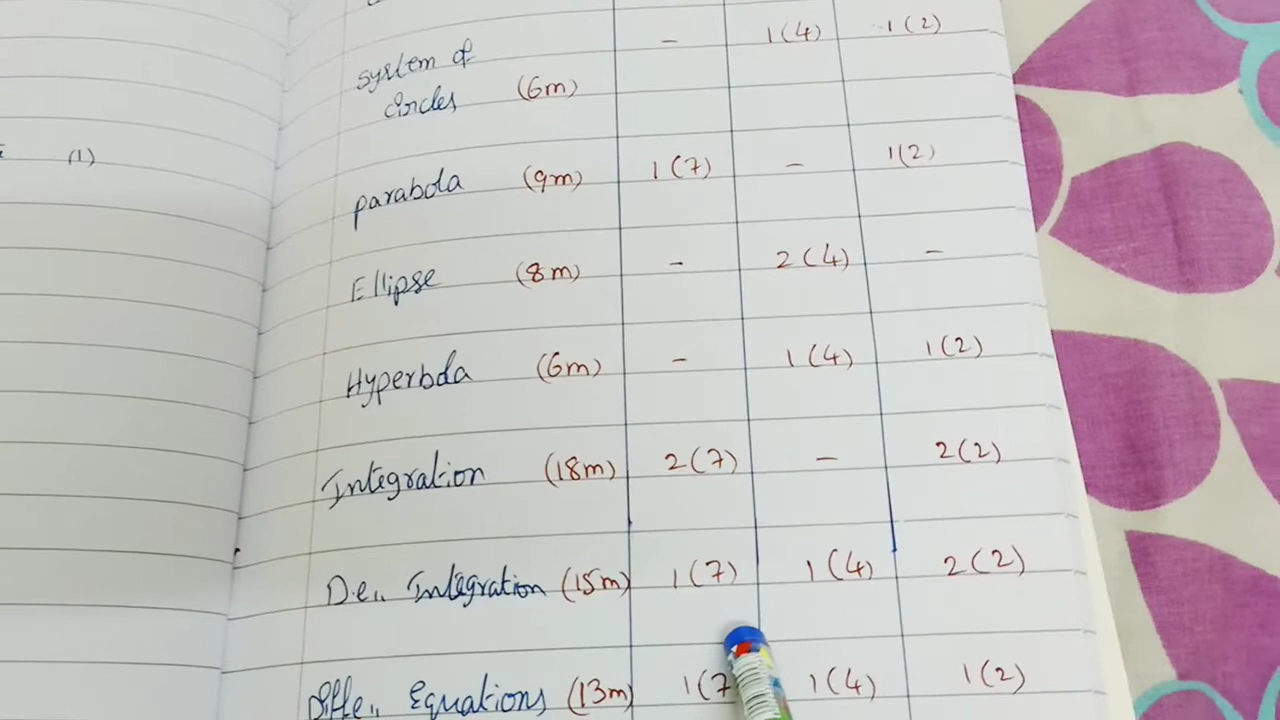 (1)
system of - 1(4) 1(2)
Circles (6m)
parabola (9m) 1(7) - 1(2)
Ellipse (8m) - 2(4) -
Hyperbola (6m) - 1(4) 1(2)
Integration (18m) 2(7) - 2(2)
De,, Integration (15m) 1(7) 1(4) 2(2)
Diffe,, Equations (13m) 1(7 1(4) 1(2)